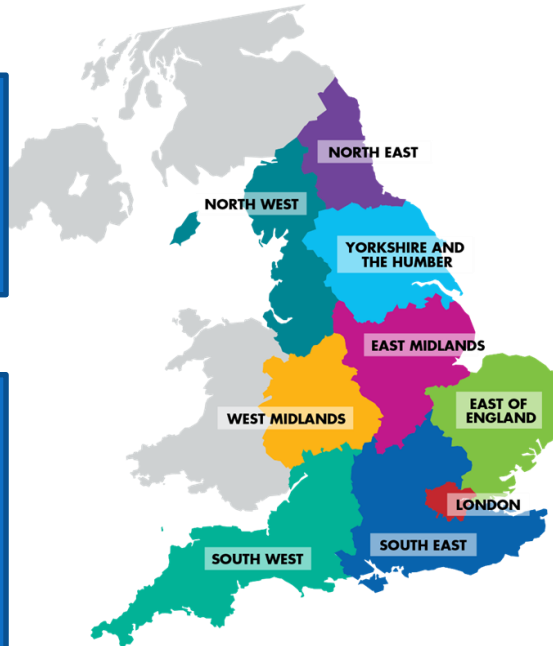 NORTH EAST
NORTH WEST
YORKSHIRE AND
THE HUMBER
EAST MIDLANDS
WEST MIDLANDS
EAST OF
ENGLAND
LONDON
SOUTH EAST
SOUTH WEST